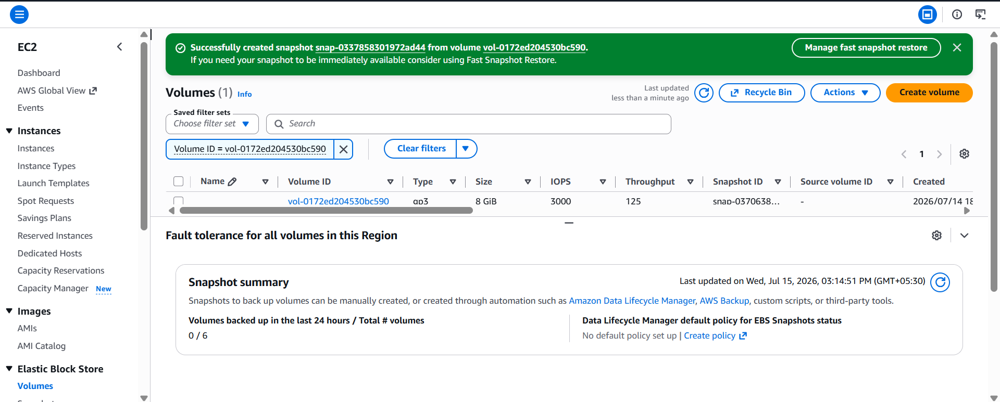 EC2
Dashboard
AWS Global View
Events
Instances
Instances
Instance Types
Launch Templates
Spot Requests
Savings Plans
Reserved Instances
Dedicated Hosts
Capacity Reservations
Capacity Manager New
Images
AMIs
AMI Catalog
Elastic Block Store
Volumes
Successfully created snapshot snap-0337858301972ad44 from volume vol-0172ed204530bc590.
If you need your snapshot to be immediately available consider using Fast Snapshot Restore.
Manage fast snapshot restore
Volumes (1) Info
Last updated
less than a minute ago
Recycle Bin
Actions
Create volume
Saved filter sets
Choose filter set
Search
Volume ID = vol-0172ed204530bc590
Clear filters
1
Name Volume ID Type Size IOPS Throughput Snapshot ID Source volume ID Created
vol-0172ed204530bc590 gp3 8 GiB 3000 125 snap-0370638... - 2026/07/14 18
Fault tolerance for all volumes in this Region
Snapshot summary
Last updated on Wed, Jul 15, 2026, 03:14:51 PM (GMT+05:30)
Snapshots to back up volumes can be manually created, or created through automation such as Amazon Data Lifecycle Manager, AWS Backup, custom scripts, or third-party tools.
Volumes backed up in the last 24 hours / Total # volumes
0 / 6
Data Lifecycle Manager default policy for EBS Snapshots status
No default policy set up | Create policy